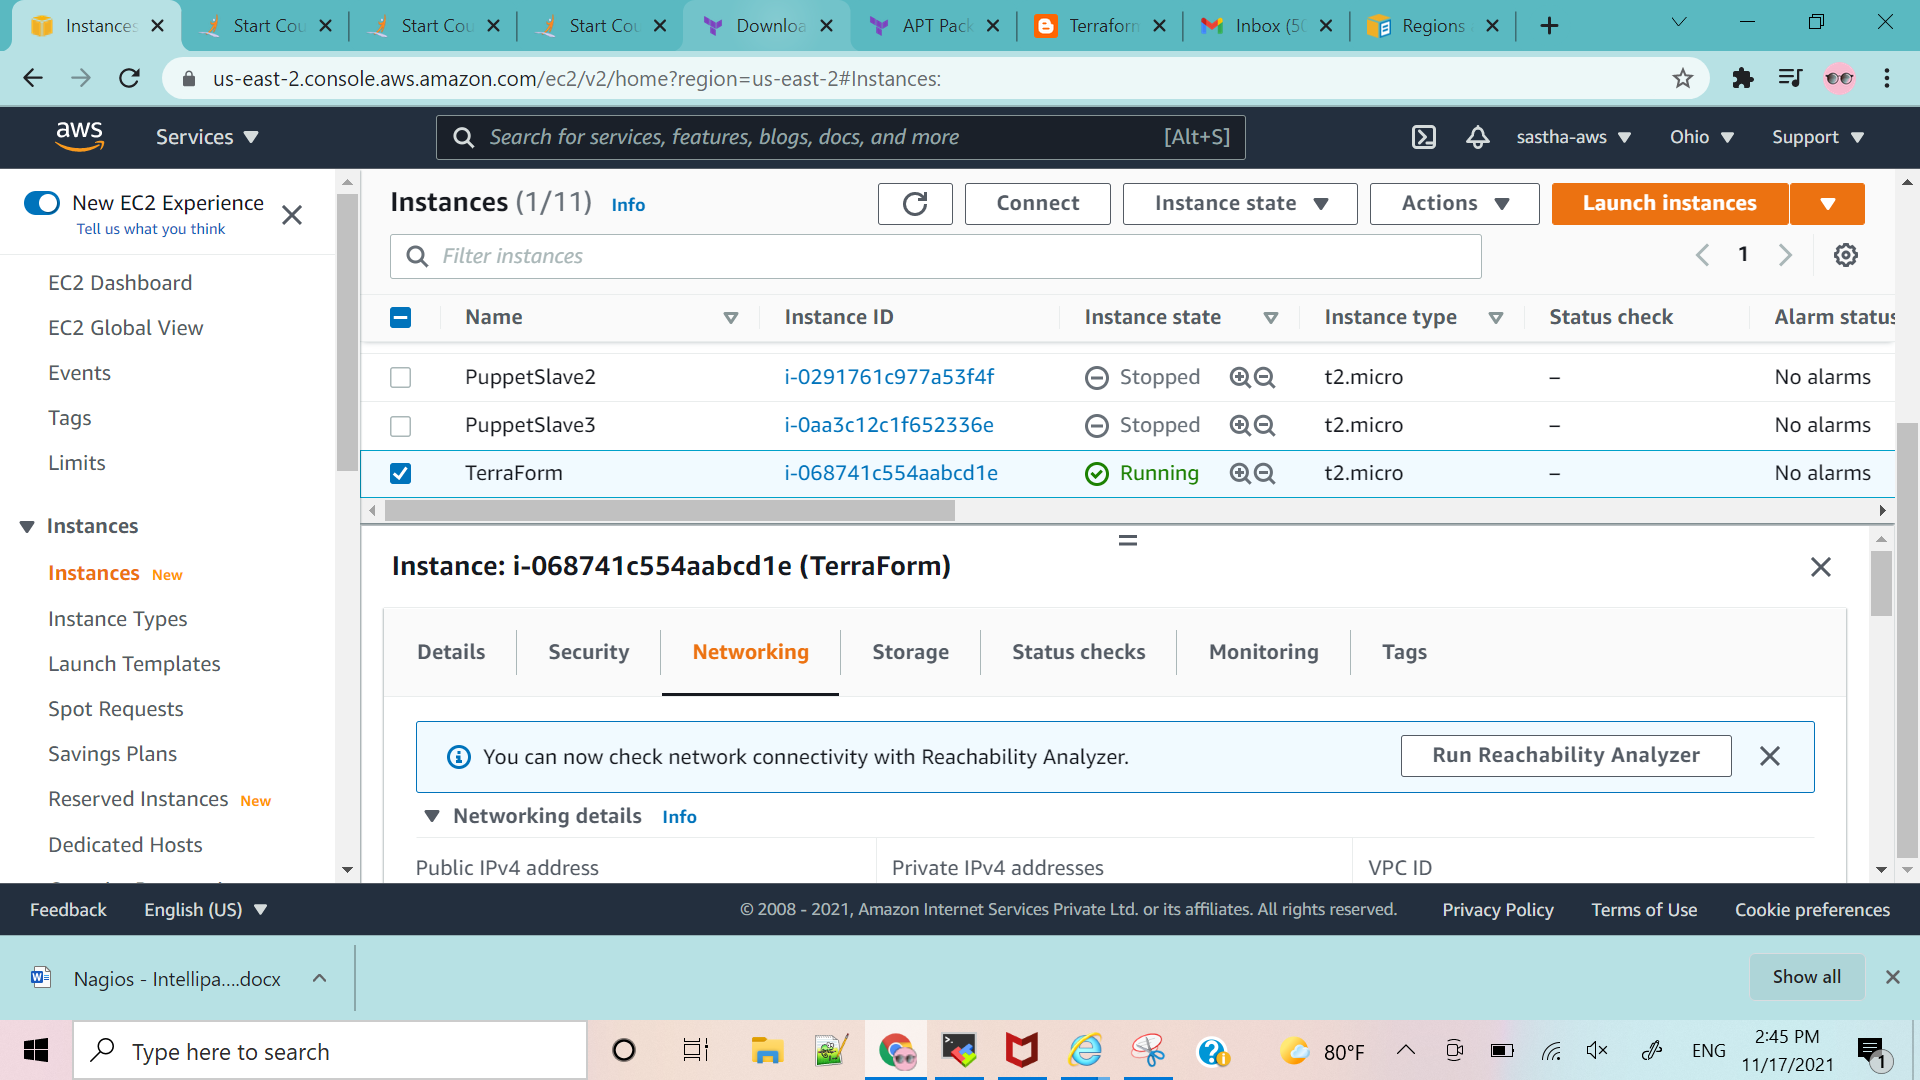 Instances
Start Cou
Start Cou
Start Cou
Downloa
APT Pack
Terraform
Inbox (50
Regions
us-east-2.console.aws.amazon.com/ec2/v2/home?region=us-east-2#Instances:
aws
Services
Search for services, features, blogs, docs, and more
[Alt+S]
sastha-aws
Ohio
Support
New EC2 Experience
Tell us what you think
EC2 Dashboard
EC2 Global View
Events
Tags
Limits
Instances
Instances New
Instance Types
Launch Templates
Spot Requests
Savings Plans
Reserved Instances New
Dedicated Hosts
Instances (1/11) Info
Connect
Instance state
Actions
Launch instances
Filter instances
1
Name Instance ID Instance state Instance type Status check Alarm status
PuppetSlave2 i-0291761c977a53f4f Stopped t2.micro – No alarms
PuppetSlave3 i-0aa3c12c1f652336e Stopped t2.micro – No alarms
TerraForm i-068741c554aabcd1e Running t2.micro – No alarms
Instance: i-068741c554aabcd1e (TerraForm)
Details Security Networking Storage Status checks Monitoring Tags
You can now check network connectivity with Reachability Analyzer.
Run Reachability Analyzer
Networking details Info
Public IPv4 address Private IPv4 addresses VPC ID
Feedback English (US) © 2008 - 2021, Amazon Internet Services Private Ltd. or its affiliates. All rights reserved. Privacy Policy Terms of Use Cookie preferences
Nagios - Intellipa....docx
Show all
Type here to search
80°F
ENG
2:45 PM
11/17/2021
1